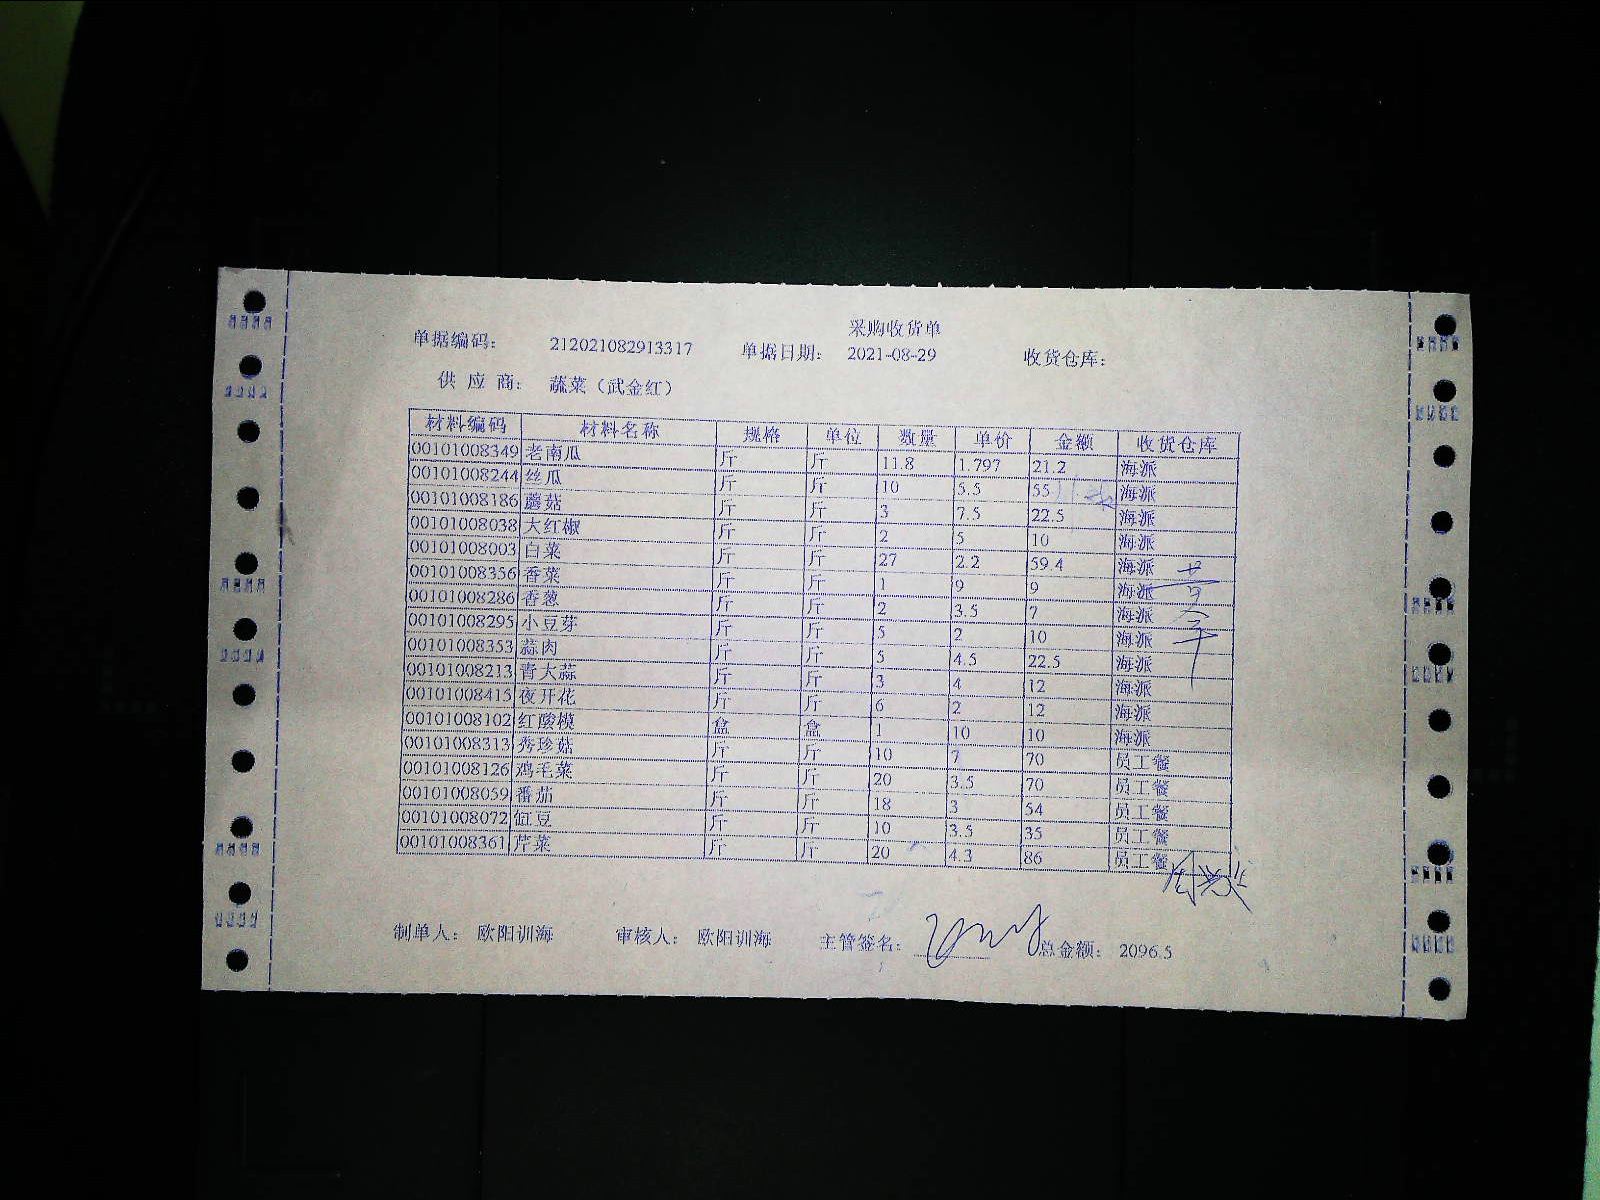 采购收货单
单据编码： 212021082913317 单据日期： 2021-08-29 收货仓库：
供 应 商： 蔬菜（武金红）
材料编码 材料名称 规格 单位 数量 单价 金额 收货仓库
00101008349 老南瓜 斤 斤 11.8 1.797 21.2 海派
00101008244 丝瓜 斤 斤 10 5.5 55 海派
00101008186 蘑菇 斤 斤 3 7.5 22.5 海派
00101008038 大红椒 斤 斤 2 5 10 海派
00101008003 白菜 斤 斤 27 2.2 59.4 海派
00101008356 香菜 斤 斤 1 9 9 海派
00101008286 香葱 斤 斤 2 3.5 7 海派
00101008295 小豆芽 斤 斤 5 2 10 海派
00101008353 蒜肉 斤 斤 5 4.5 22.5 海派
00101008213 青大蒜 斤 斤 3 4 12 海派
00101008415 夜开花 斤 斤 6 2 12 海派
00101008102 红酸模 盒 盒 1 10 10 海派
00101008313 秀珍菇 斤 斤 10 7 70 员工餐
00101008126 鸡毛菜 斤 斤 20 3.5 70 员工餐
00101008059 番茄 斤 斤 18 3 54 员工餐
00101008072 豇豆 斤 斤 10 3.5 35 员工餐
00101008361 芹菜 斤 斤 20 4.3 86 员工餐
制单人： 欧阳训海 审核人： 欧阳训海 主管签名： 总金额： 2096.5